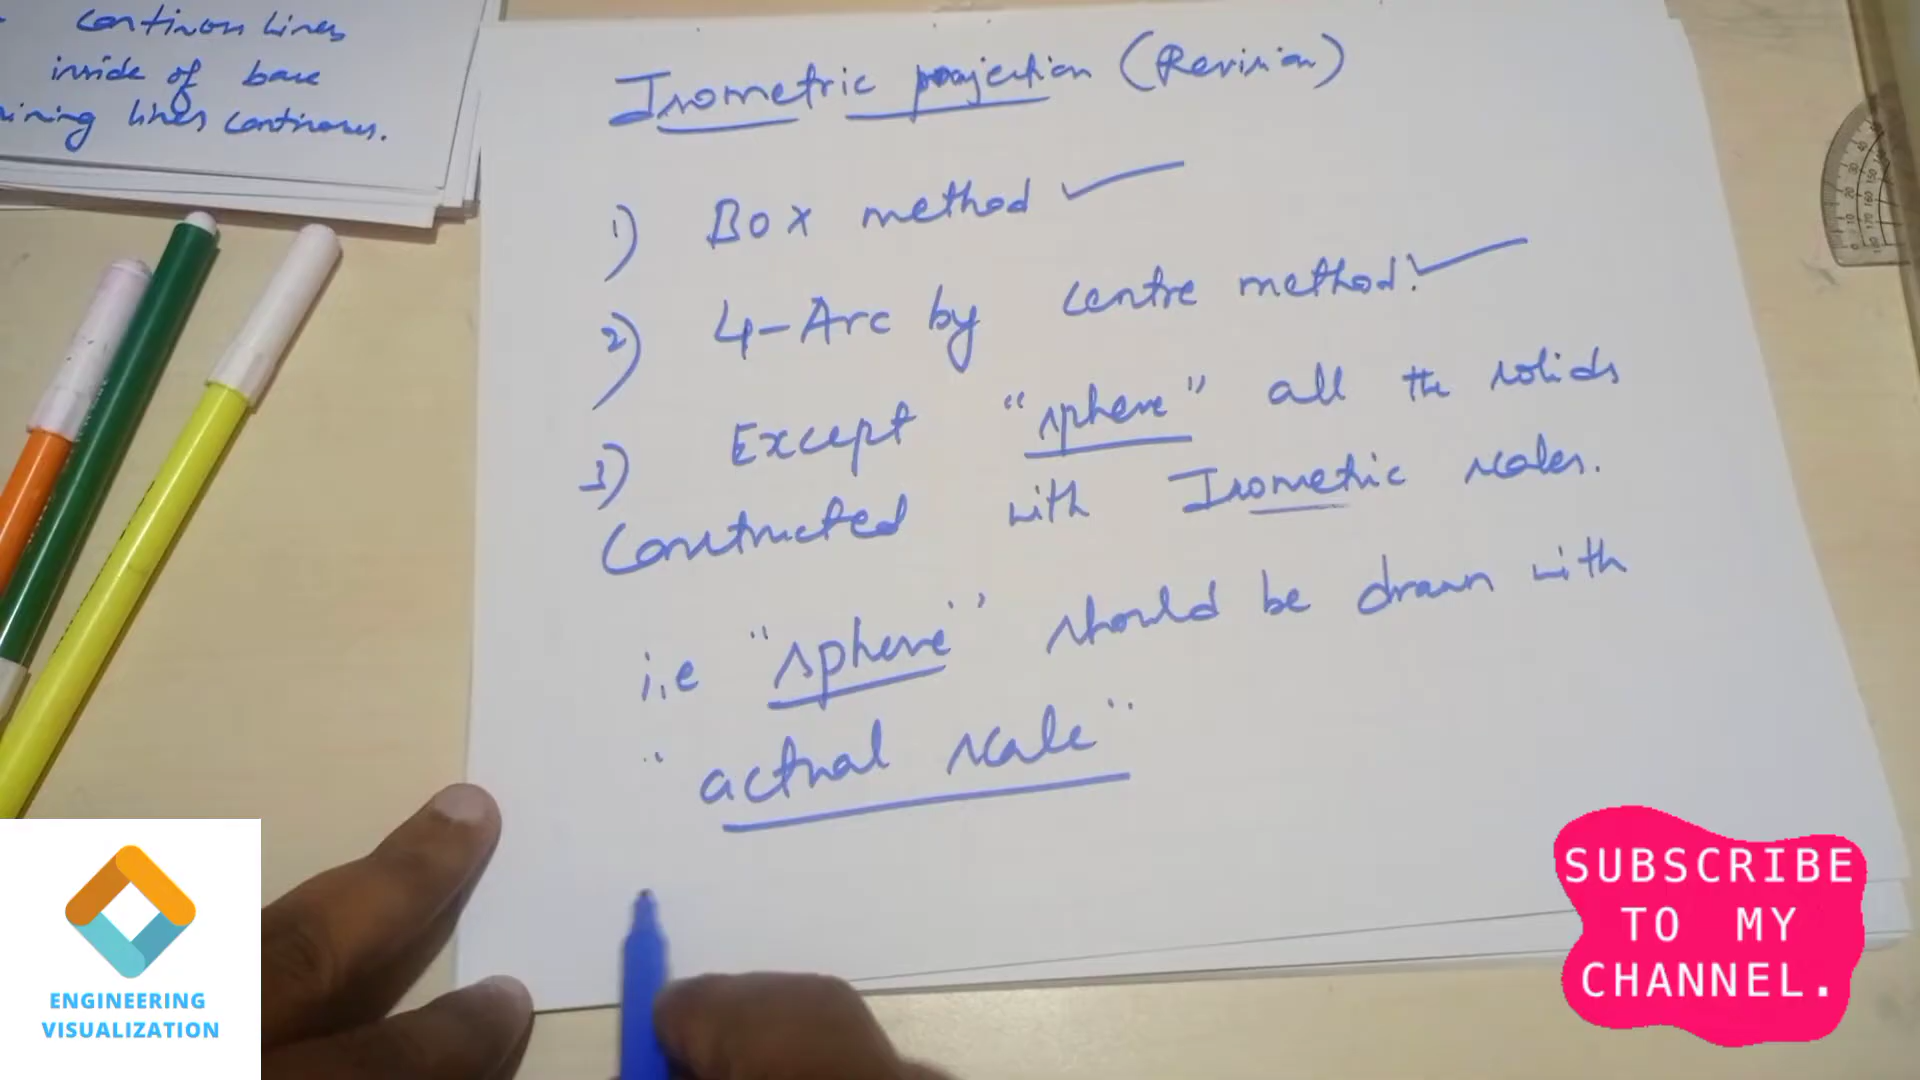 continous lines
inside of base
ining lines continous.
Isometric projection (Revision)
1) Box method
2) 4-Arc by centre method.
3) Except "sphere" all the solids
constructed with Isometric scales.
i.e "sphere" should be drawn with
"actual scale"
ENGINEERING
VISUALIZATION
SUBSCRIBE
TO MY
CHANNEL.